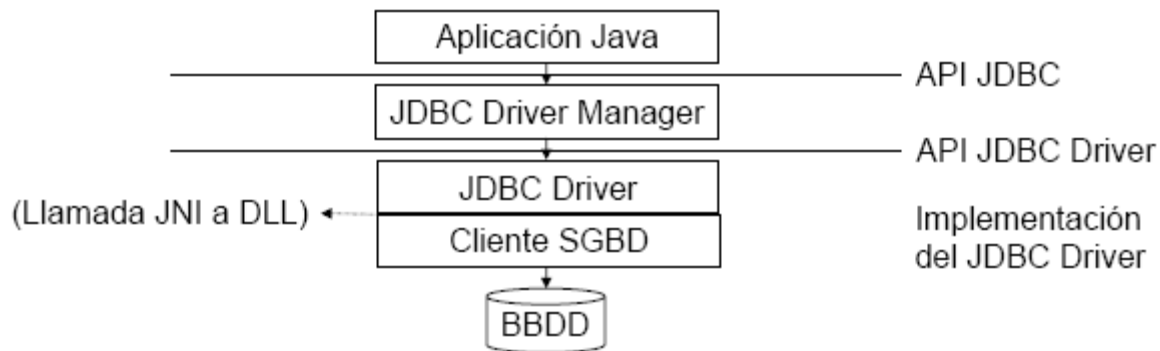 Aplicación Java
API JDBC
JDBC Driver Manager
API JDBC Driver
JDBC Driver
(Llamada JNI a DLL)
Cliente SGBD
Implementación
del JDBC Driver
BBDD